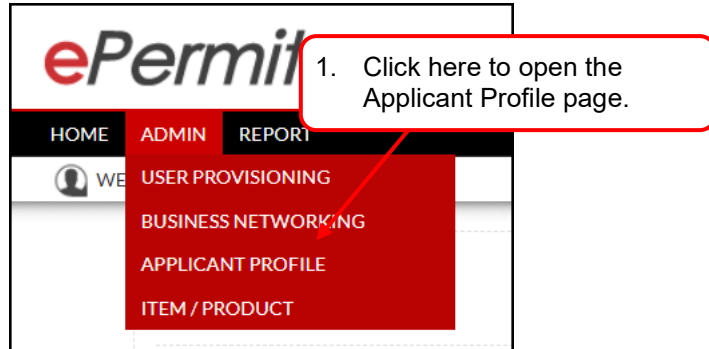 ePermit
1. Click here to open the
Applicant Profile page.
HOME ADMIN REPORT
WE
USER PROVISIONING
BUSINESS NETWORKING
APPLICANT PROFILE
ITEM / PRODUCT